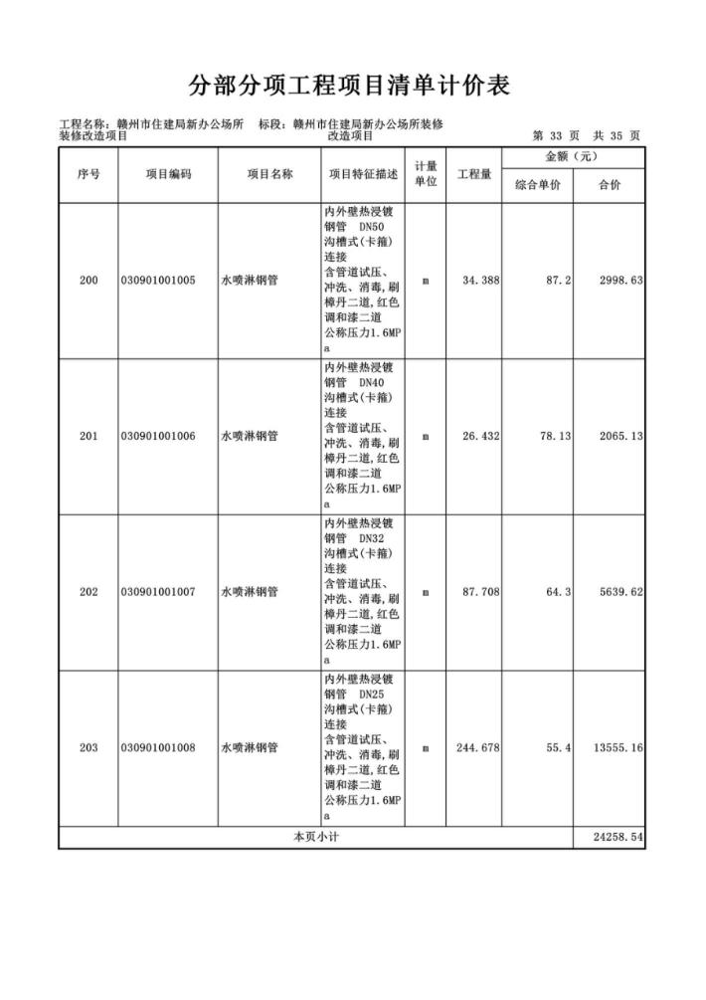 分部分项工程项目清单计价表
工程名称：赣州市住建局新办公场所
装修改造项目
标段：赣州市住建局新办公场所装修
改造项目
第 33 页 共 35 页
序号
项目编码
项目名称
项目特征描述
计量
单位
工程量
金额（元）
综合单价
合价
200
030901001005
水喷淋钢管
内外壁热浸镀
钢管 DN50
沟槽式(卡箍)
连接
含管道试压、
冲洗、消毒,刷
樟丹二道,红色
调和漆二道
公称压力1.6MP
a
m
34.388
87.2
2998.63
201
030901001006
水喷淋钢管
内外壁热浸镀
钢管 DN40
沟槽式(卡箍)
连接
含管道试压、
冲洗、消毒,刷
樟丹二道,红色
调和漆二道
公称压力1.6MP
a
m
26.432
78.13
2065.13
202
030901001007
水喷淋钢管
内外壁热浸镀
钢管 DN32
沟槽式(卡箍)
连接
含管道试压、
冲洗、消毒,刷
樟丹二道,红色
调和漆二道
公称压力1.6MP
a
m
87.708
64.3
5639.62
203
030901001008
水喷淋钢管
内外壁热浸镀
钢管 DN25
沟槽式(卡箍)
连接
含管道试压、
冲洗、消毒,刷
樟丹二道,红色
调和漆二道
公称压力1.6MP
a
m
244.678
55.4
13555.16
本页小计
24258.54